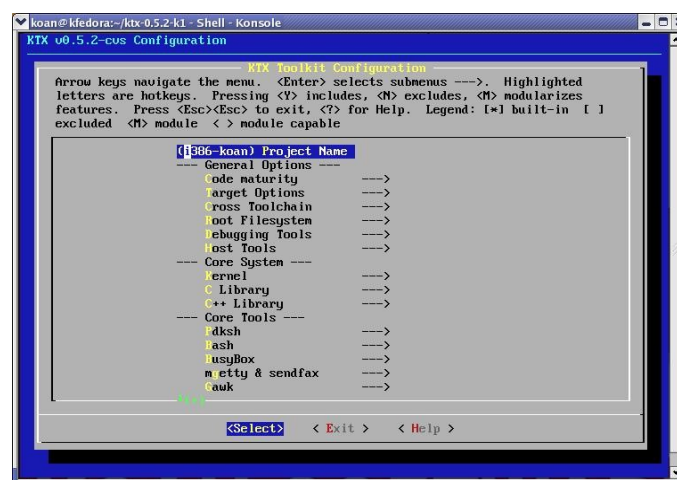 koan@kfedora:~/ktx-0.5.2-k1 - Shell - Konsole
KTX v0.5.2-cvs Configuration
KTX Toolkit Configuration
Arrow keys navigate the menu. <Enter> selects submenus --->. Highlighted
letters are hotkeys. Pressing <Y> includes, <N> excludes, <M> modularizes
features. Press <Esc><Esc> to exit, <?> for Help. Legend: [*] built-in [ ]
excluded <M> module < > module capable
(i386-koan) Project Name
--- General Options ---
Code maturity --->
Target Options --->
Cross Toolchain --->
Root Filesystem --->
Debugging Tools --->
Host Tools --->
--- Core System ---
Kernel --->
C Library --->
C++ Library --->
--- Core Tools ---
Pdksh --->
Bash --->
BusyBox --->
mgetty & sendfax --->
Gawk --->
<Select> < Exit > < Help >